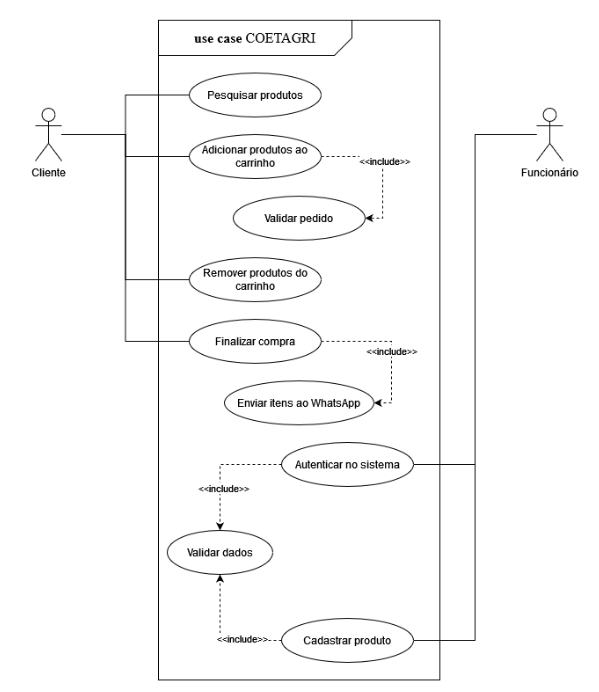 use case COETAGRI
Pesquisar produtos
Adicionar produtos ao
carrinho
<<include>>
Cliente
Funcionário
Validar pedido
Remover produtos do
carrinho
Finalizar compra
<<include>>
Enviar itens ao WhatsApp
Autenticar no sistema
<<include>>
Validar dados
<<include>>
Cadastrar produto